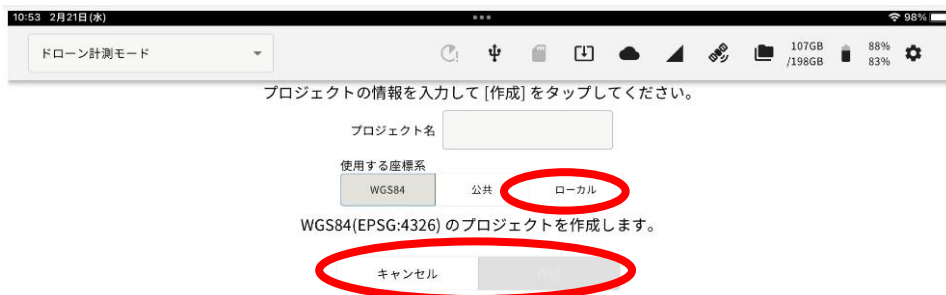 10:53 2月21日(水) 98%
ドローン計測モード 107GB 88%
/198GB 83%
プロジェクトの情報を入力して [作成] をタップしてください。
プロジェクト名
使用する座標系
WGS84 公共 ローカル
WGS84(EPSG:4326) のプロジェクトを作成します。
キャンセル 作成